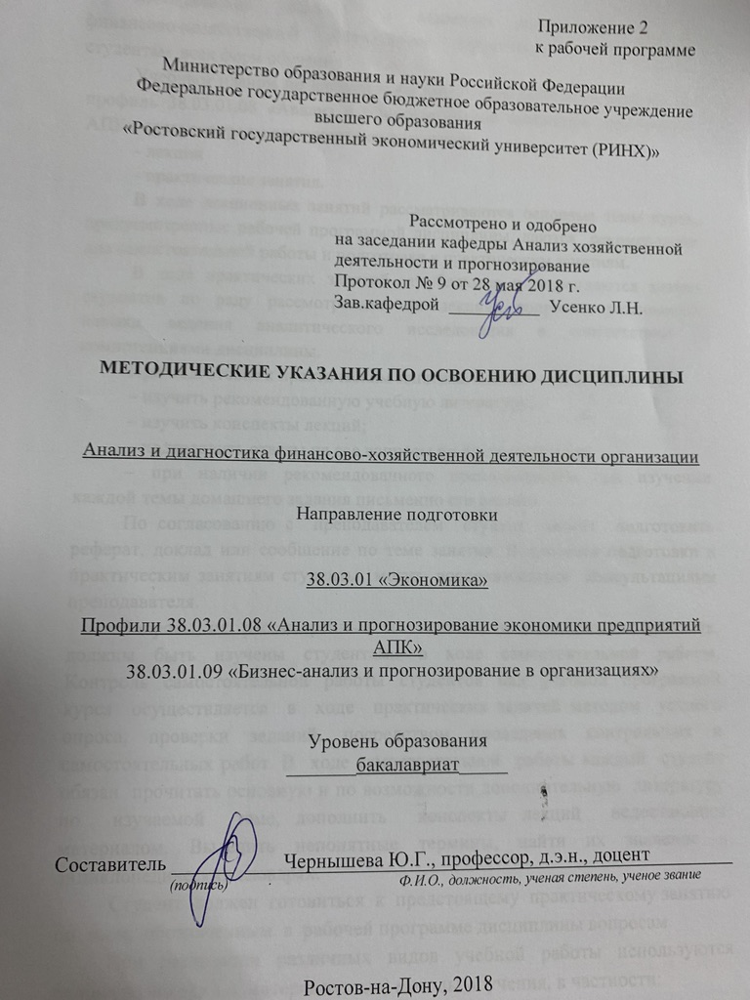 Приложение 2
к рабочей программе
Министерство образования и науки Российской Федерации
Федеральное государственное бюджетное образовательное учреждение
высшего образования
«Ростовский государственный экономический университет (РИНХ)»
Рассмотрено и одобрено
на заседании кафедры Анализ хозяйственной
деятельности и прогнозирование
Протокол № 9 от 28 мая 2018 г.
Зав.кафедрой Усенко Л.Н.
МЕТОДИЧЕСКИЕ УКАЗАНИЯ ПО ОСВОЕНИЮ ДИСЦИПЛИНЫ
Анализ и диагностика финансово-хозяйственной деятельности организации
Направление подготовки
38.03.01 «Экономика»
Профили 38.03.01.08 «Анализ и прогнозирование экономики предприятий
АПК»
38.03.01.09 «Бизнес-анализ и прогнозирование в организациях»
Уровень образования
бакалавриат
Составитель Чернышева Ю.Г., профессор, д.э.н., доцент
(подпись) Ф.И.О., должность, ученая степень, ученое звание
Ростов-на-Дону, 2018